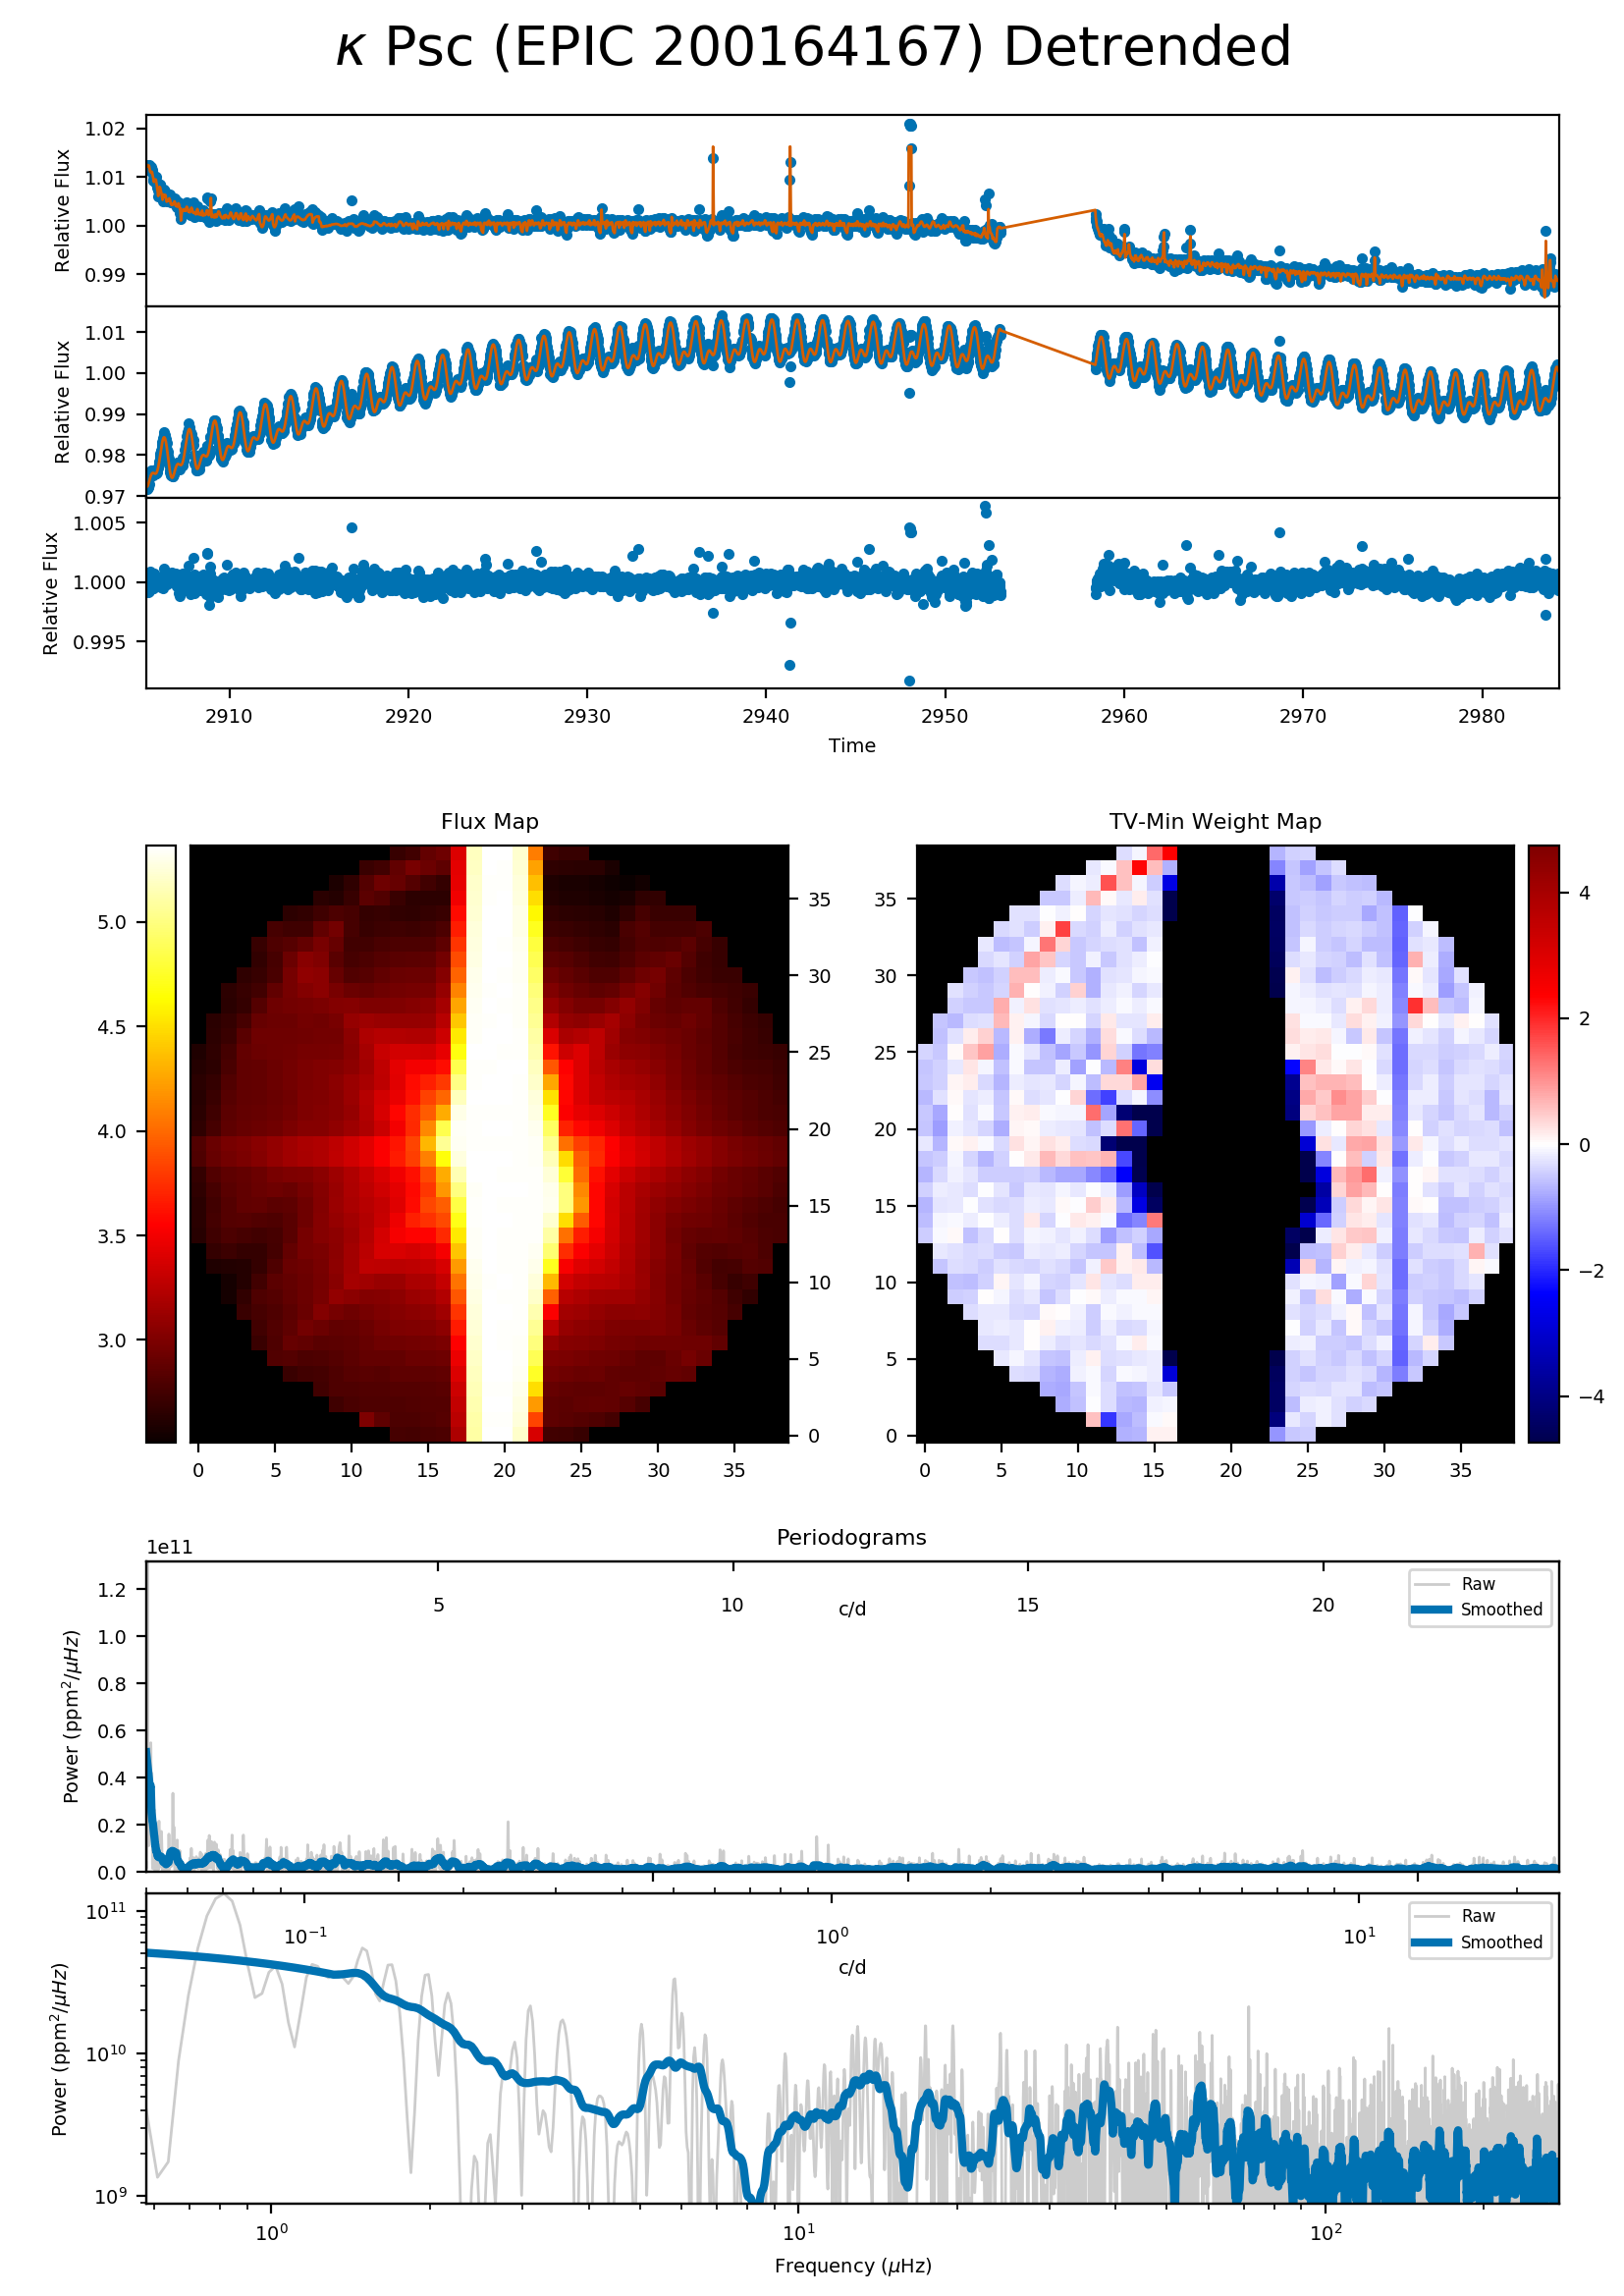 κ Psc (EPIC 200164167) Detrended
1.02
1.01
1.00
0.99
Relative Flux
1.01
1.00
0.99
0.98
0.97
Relative Flux
1.005
1.000
0.995
Relative Flux
2910 2920 2930 2940 2950 2960 2970 2980
Time
Flux Map
5.0
4.5
4.0
3.5
3.0
35
30
25
20
15
10
5
0
0 5 10 15 20 25 30 35
TV-Min Weight Map
35
30
25
20
15
10
5
0
0 5 10 15 20 25 30 35
4
2
0
−2
−4
Periodograms
1e11
1.2
1.0
0.8
0.6
0.4
0.2
0.0
Power (ppm²/μHz)
5 10 15 20
c/d
Raw
Smoothed
10¹¹
10¹⁰
10⁹
Power (ppm²/μHz)
10⁻¹ 10⁰ 10¹
c/d
Raw
Smoothed
10⁰ 10¹ 10²
Frequency (μHz)